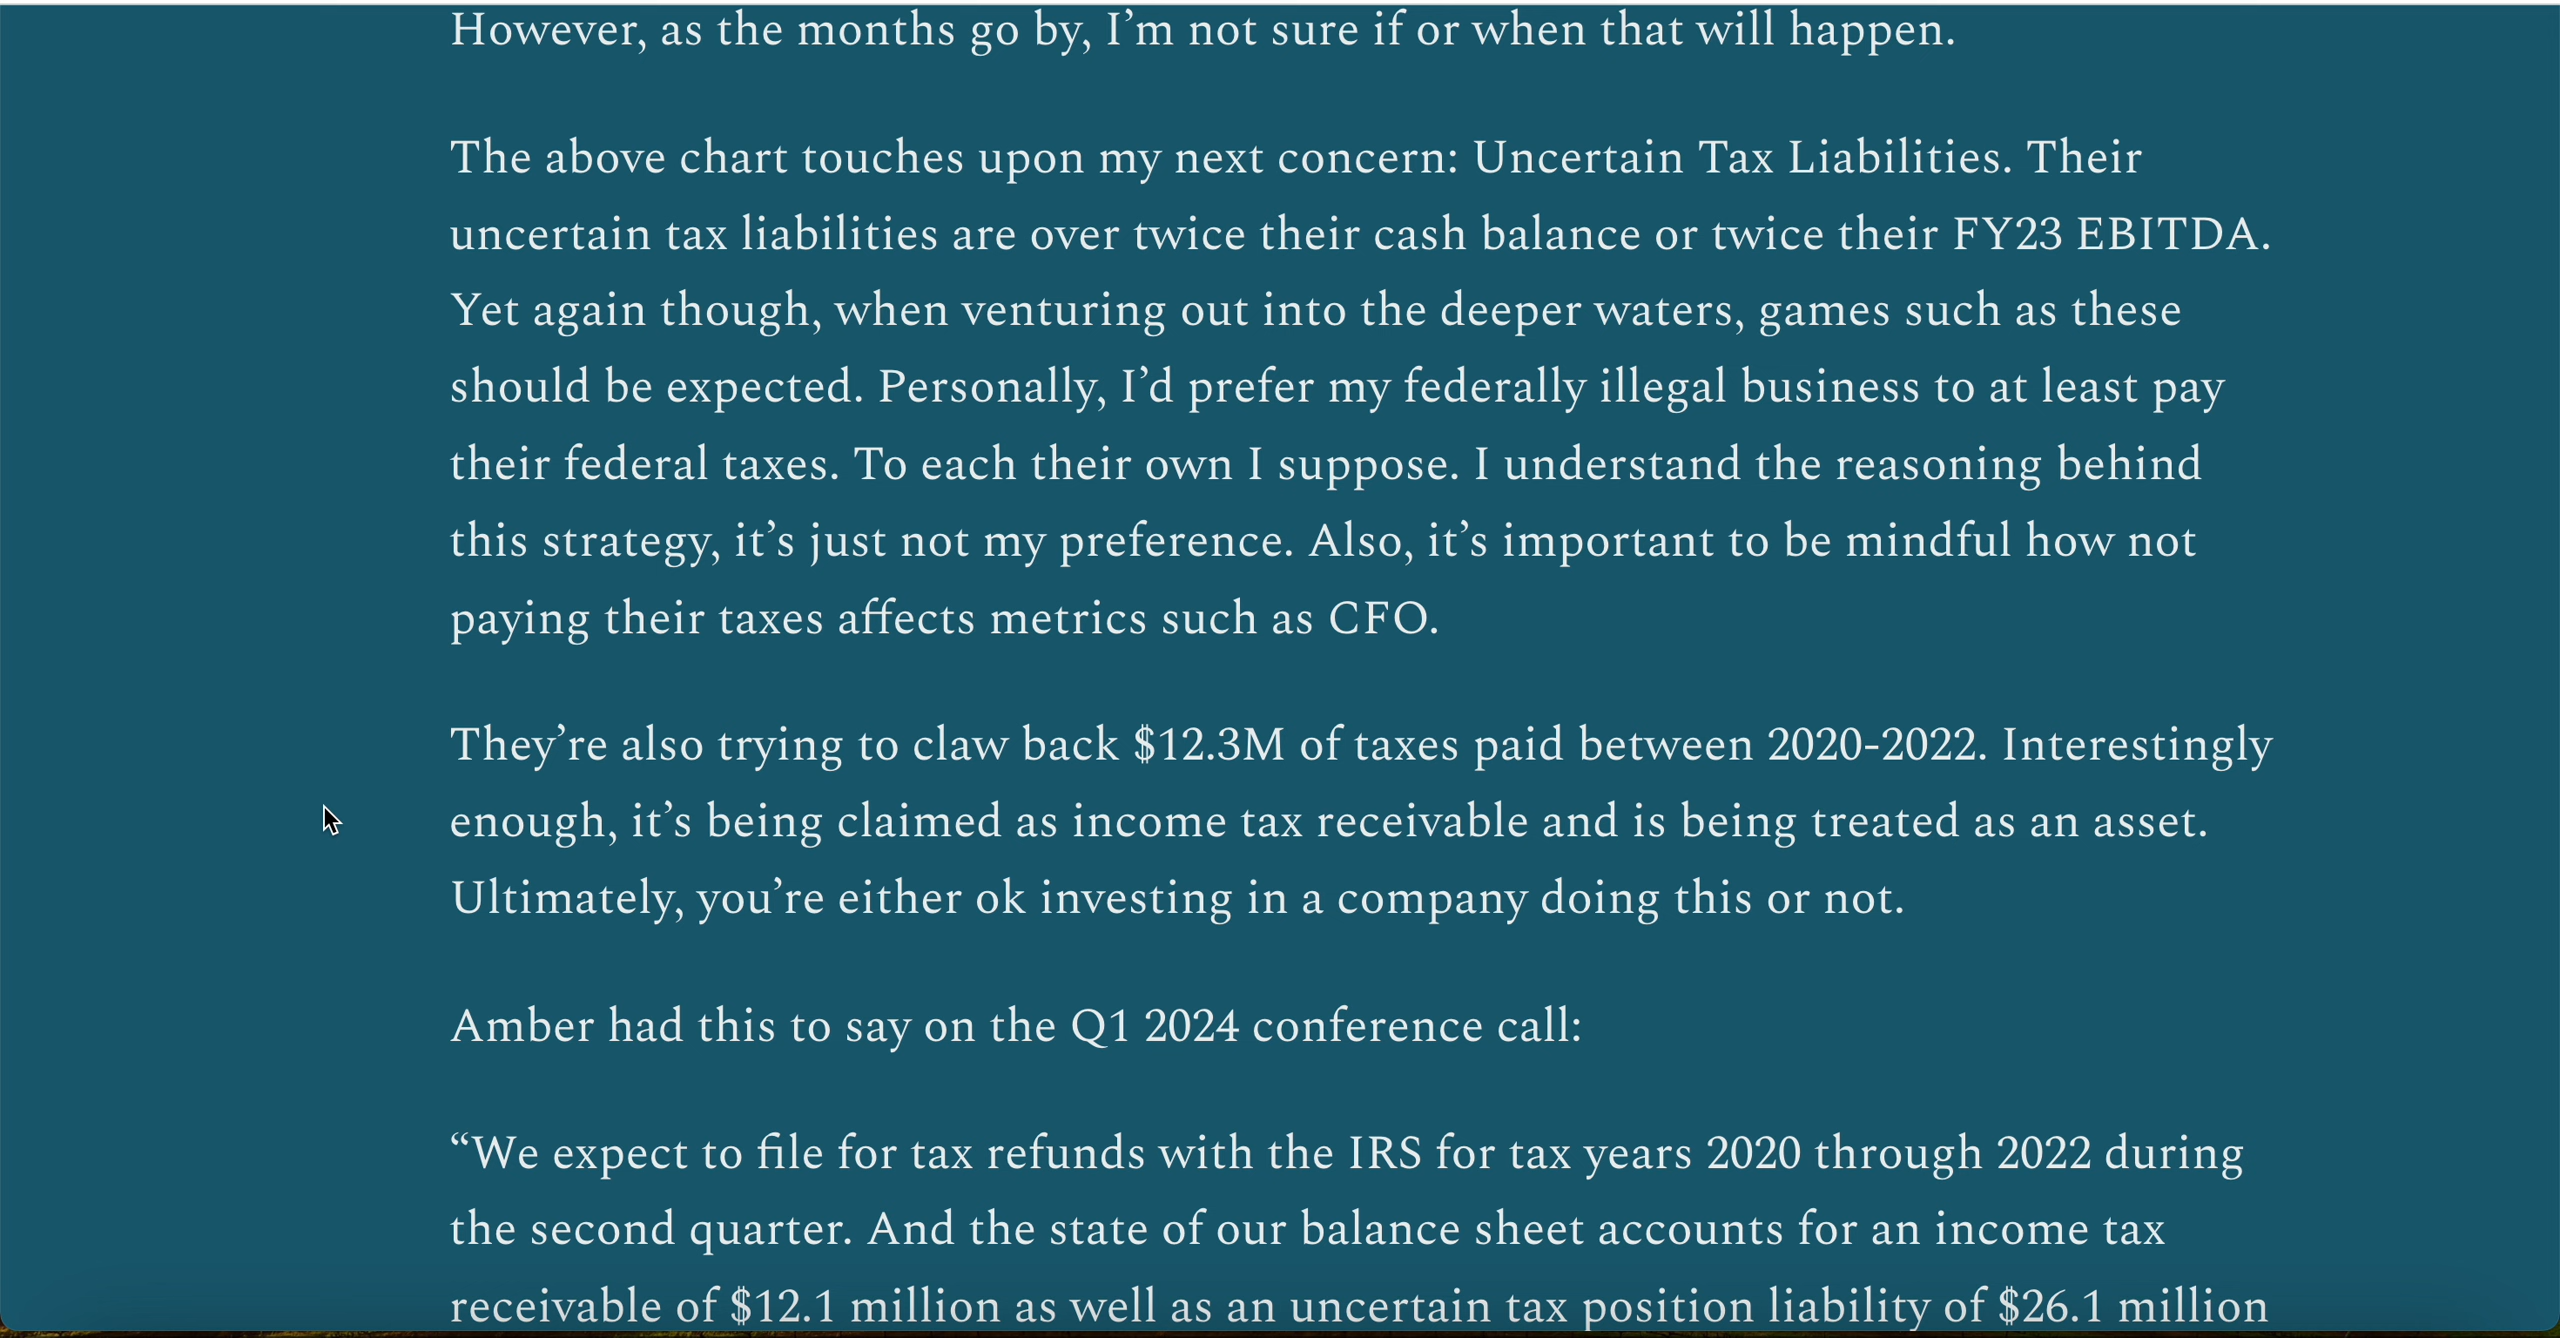 However, as the months go by, I’m not sure if or when that will happen.
The above chart touches upon my next concern: Uncertain Tax Liabilities. Their
uncertain tax liabilities are over twice their cash balance or twice their FY23 EBITDA.
Yet again though, when venturing out into the deeper waters, games such as these
should be expected. Personally, I’d prefer my federally illegal business to at least pay
their federal taxes. To each their own I suppose. I understand the reasoning behind
this strategy, it’s just not my preference. Also, it’s important to be mindful how not
paying their taxes affects metrics such as CFO.
They’re also trying to claw back $12.3M of taxes paid between 2020-2022. Interestingly
enough, it’s being claimed as income tax receivable and is being treated as an asset.
Ultimately, you’re either ok investing in a company doing this or not.
Amber had this to say on the Q1 2024 conference call:
“We expect to file for tax refunds with the IRS for tax years 2020 through 2022 during
the second quarter. And the state of our balance sheet accounts for an income tax
receivable of $12.1 million as well as an uncertain tax position liability of $26.1 million